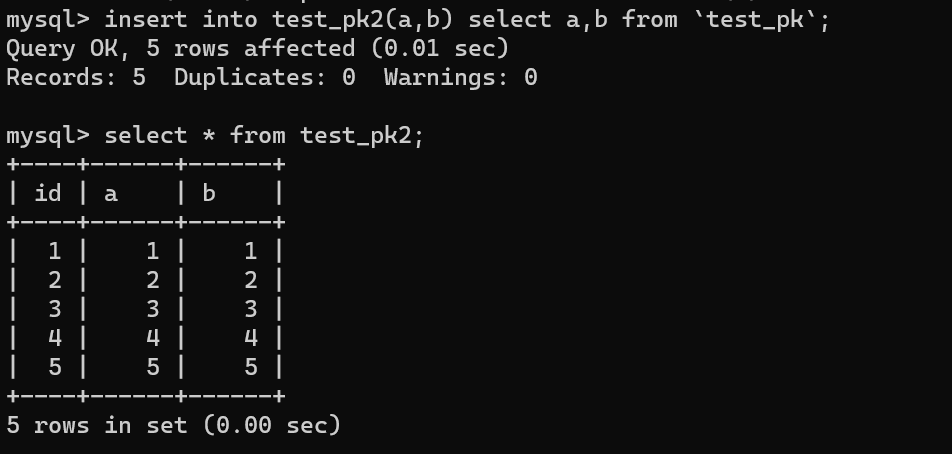 mysql> insert into test_pk2(a,b) select a,b from `test_pk`;
Query OK, 5 rows affected (0.01 sec)
Records: 5  Duplicates: 0  Warnings: 0

mysql> select * from test_pk2;
+----+------+------+
| id | a    | b    |
+----+------+------+
|  1 |    1 |    1 |
|  2 |    2 |    2 |
|  3 |    3 |    3 |
|  4 |    4 |    4 |
|  5 |    5 |    5 |
+----+------+------+
5 rows in set (0.00 sec)